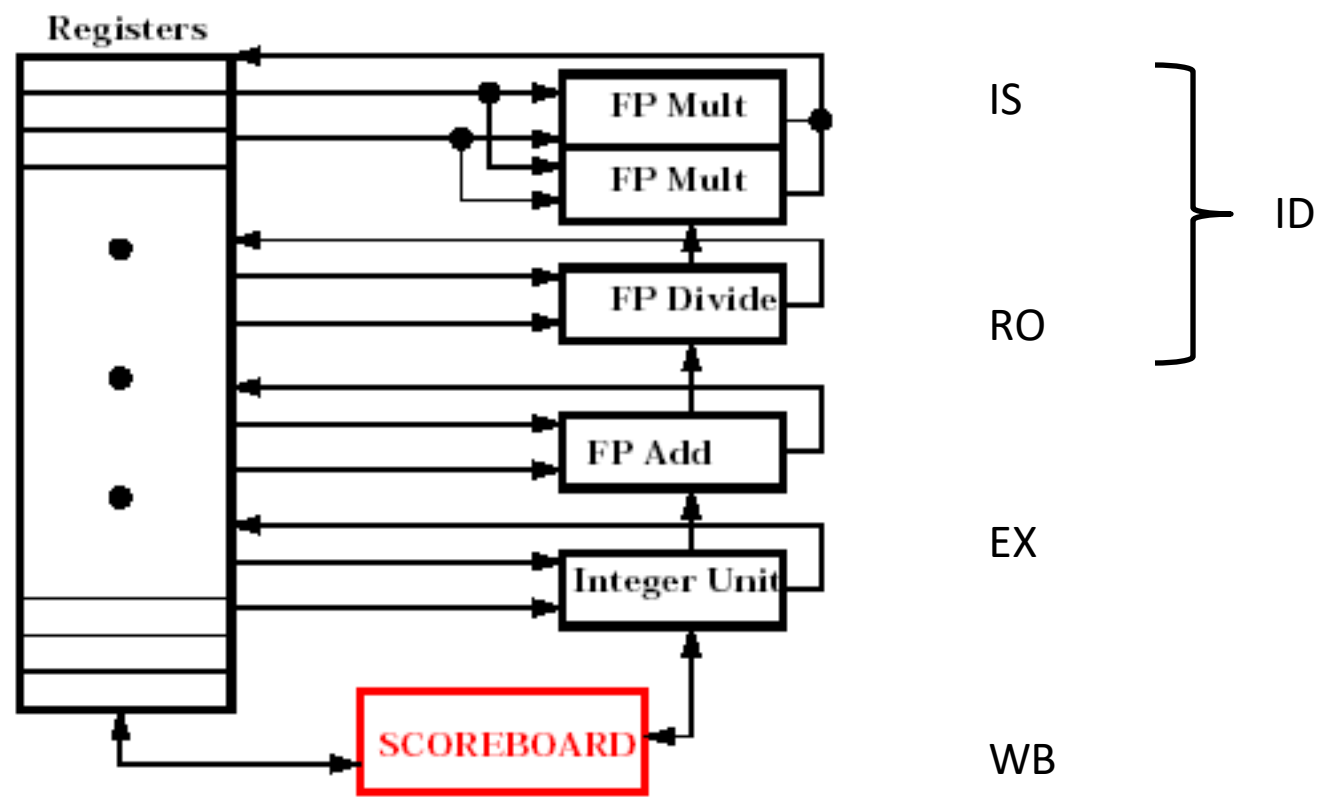 Registers
FP Mult
FP Mult
FP Divide
FP Add
Integer Unit
SCOREBOARD
IS
ID
RO
EX
WB